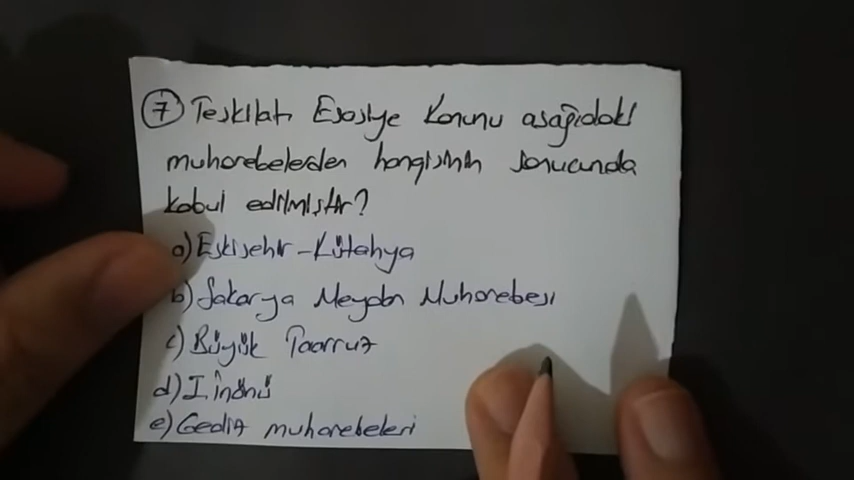 7 Teşkilatı Esasiye Kanunu aşağıdaki
muharebelerden hangisinin sonucunda
kabul edilmiştir?
a) Eskişehir - Kütahya
b) Sakarya Meydan Muharebesi
c) Büyük Taarruz
d) I. İnönü
e) Gediz muharebeleri